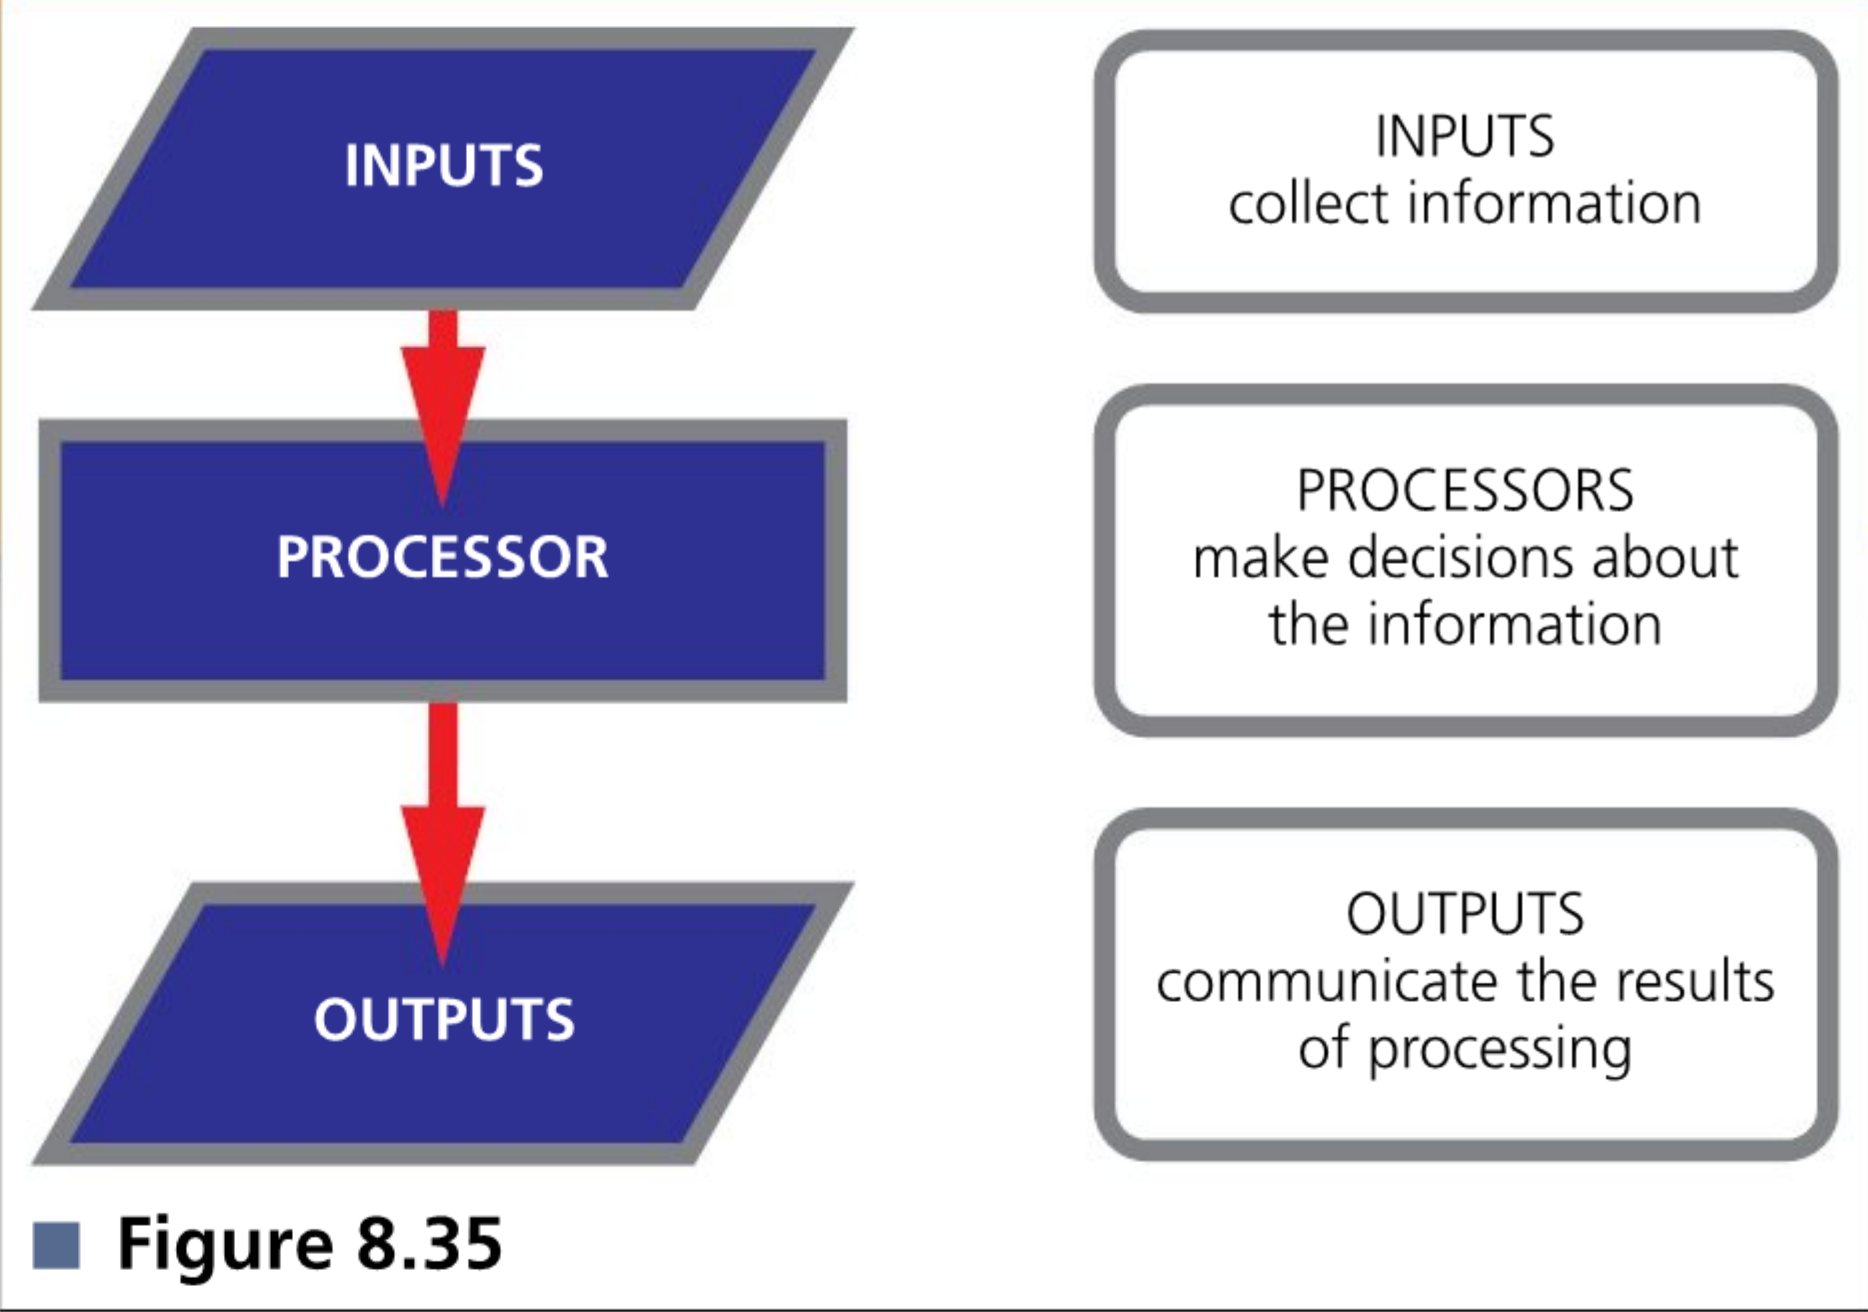 INPUTS
INPUTS
collect information
PROCESSOR
PROCESSORS
make decisions about
the information
OUTPUTS
OUTPUTS
communicate the results
of processing
Figure 8.35